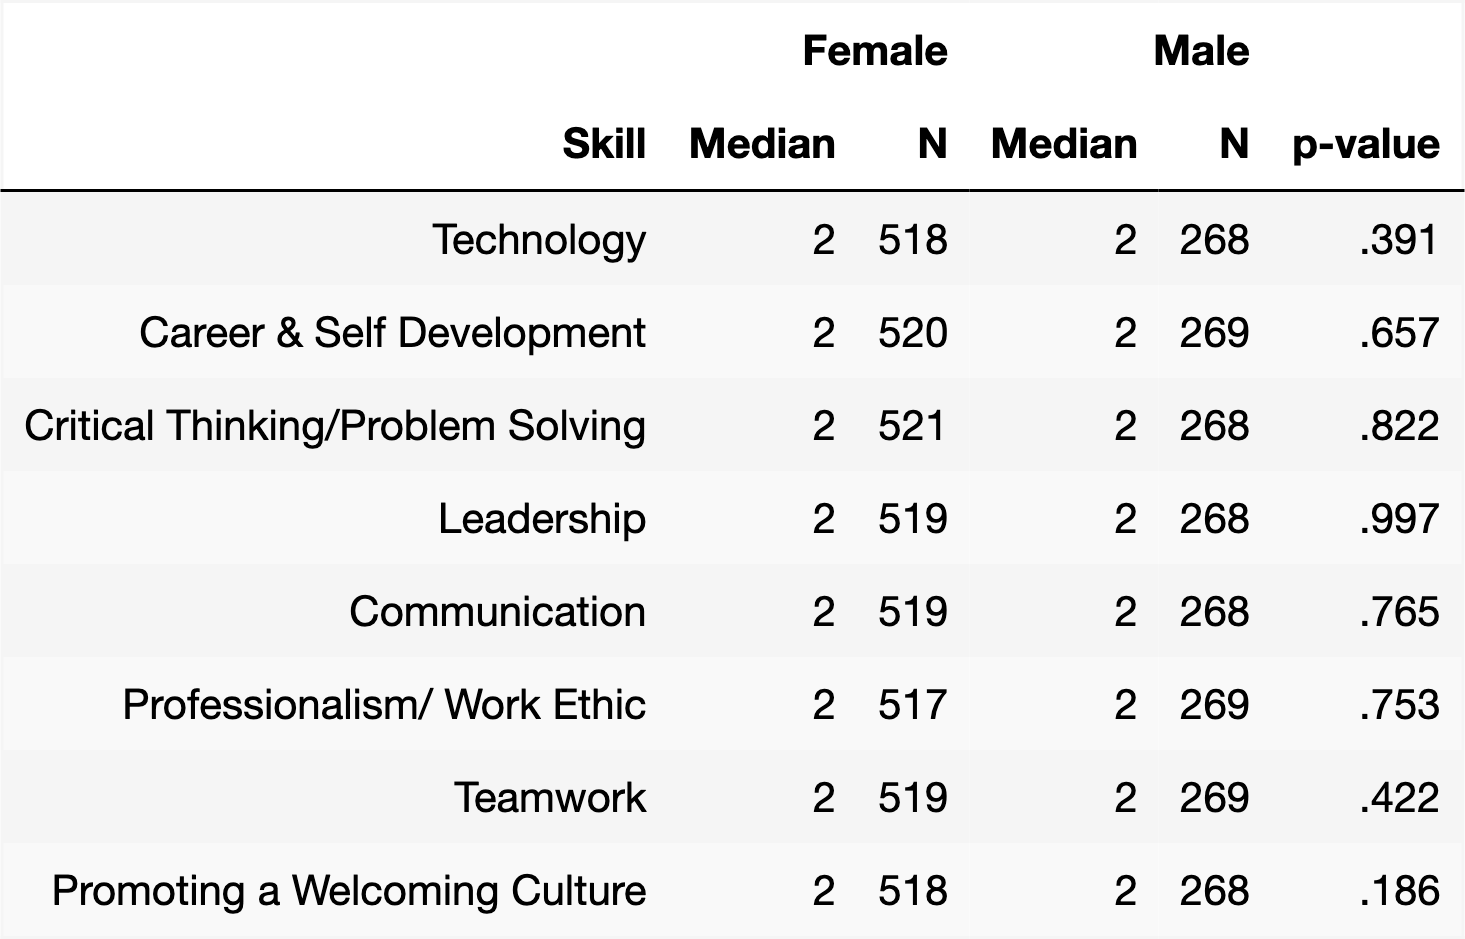 Female Male
Skill Median N Median N p-value
Technology 2 518 2 268 .391
Career & Self Development 2 520 2 269 .657
Critical Thinking/Problem Solving 2 521 2 268 .822
Leadership 2 519 2 268 .997
Communication 2 519 2 268 .765
Professionalism/ Work Ethic 2 517 2 269 .753
Teamwork 2 519 2 269 .422
Promoting a Welcoming Culture 2 518 2 268 .186